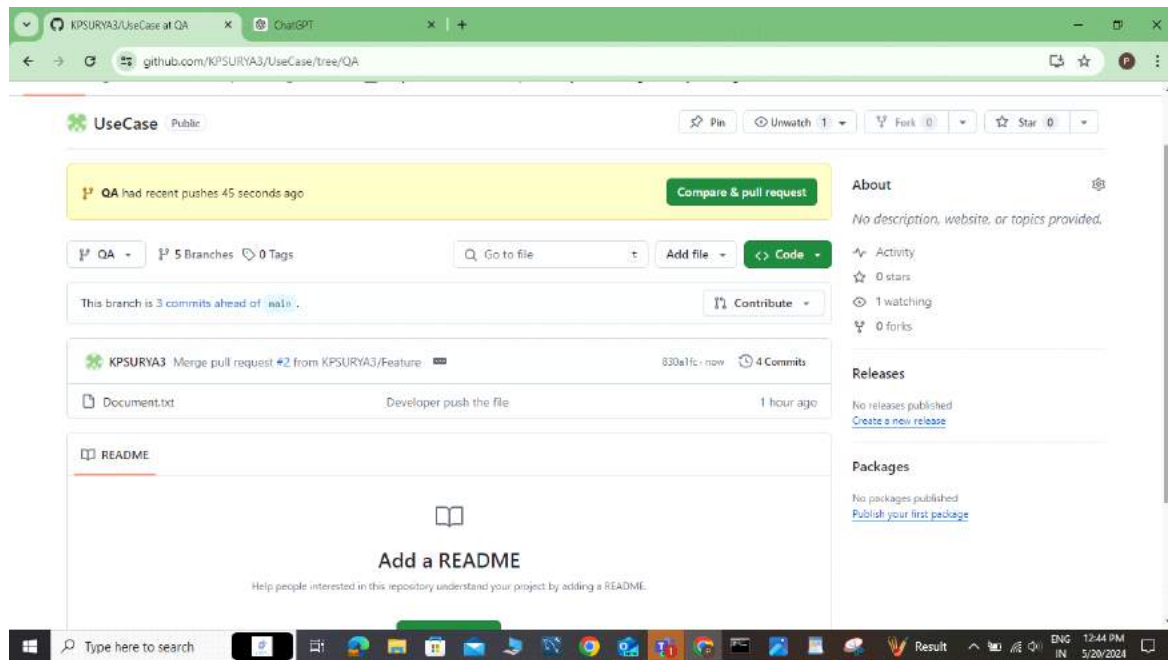 KPSURYA3/UseCase at QA
ChatGPT
github.com/KPSURYA3/UseCase/tree/QA
UseCase Public
Pin
Unwatch 1
Fork 0
Star 0
QA had recent pushes 45 seconds ago
Compare & pull request
QA
5 Branches
0 Tags
Go to file
t
Add file
<> Code
This branch is 3 commits ahead of main .
Contribute
KPSURYA3 Merge pull request #2 from KPSURYA3/Feature
830a1fc · now
4 Commits
Document.txt
Developer push the file
1 hour ago
README
Add a README
Help people interested in this repository understand your project by adding a README.
About
No description, website, or topics provided.
Activity
0 stars
1 watching
0 forks
Releases
No releases published
Create a new release
Packages
No packages published
Publish your first package
Type here to search
Result
ENG
IN
12:44 PM
5/20/2024